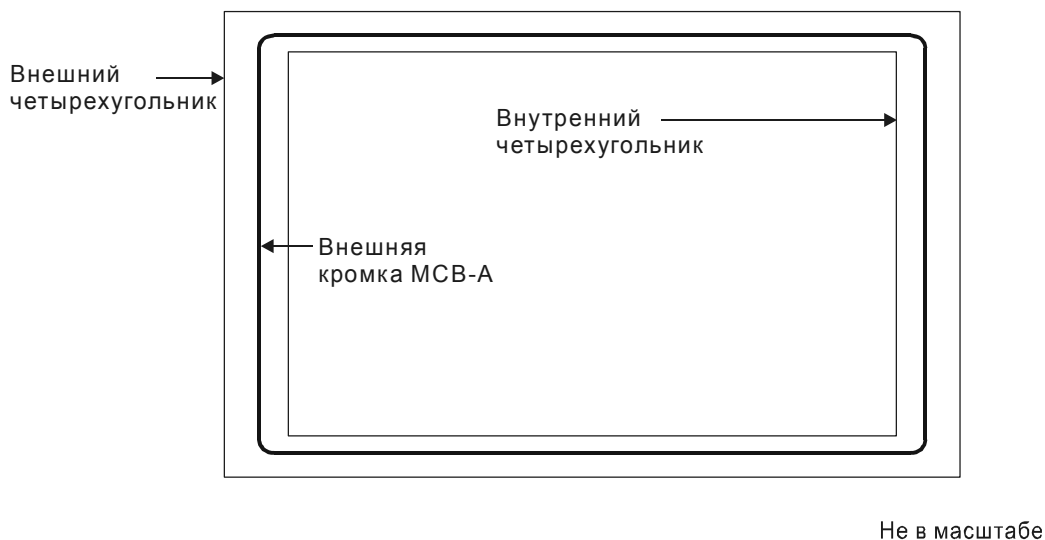 Внешний
четырехугольник
Внутренний
четырехугольник
Внешняя
кромка МСВ-А
Не в масштабе